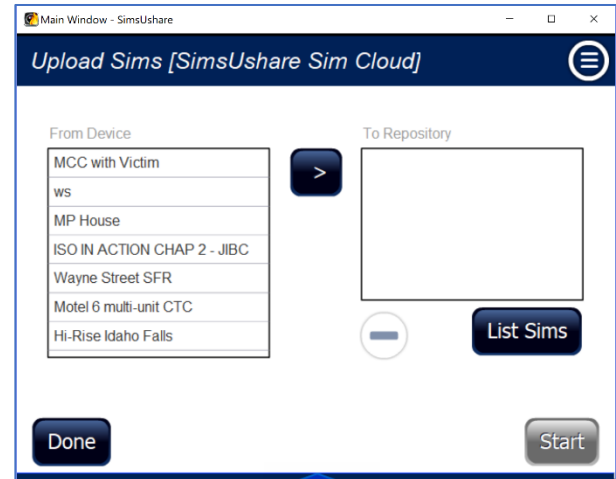 Main Window - SimsUshare
Upload Sims [SimsUshare Sim Cloud]
From Device
To Repository
MCC with Victim
ws
MP House
ISO IN ACTION CHAP 2 - JIBC
Wayne Street SFR
Motel 6 multi-unit CTC
Hi-Rise Idaho Falls
>
List Sims
Done
Start